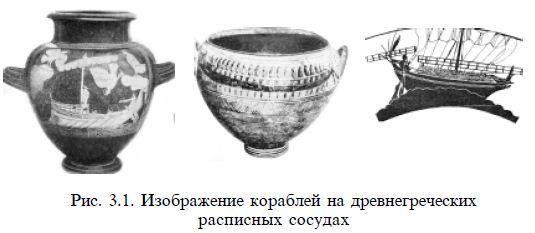 Рис. 3.1. Изображение кораблей на древнегреческих
расписных сосудах